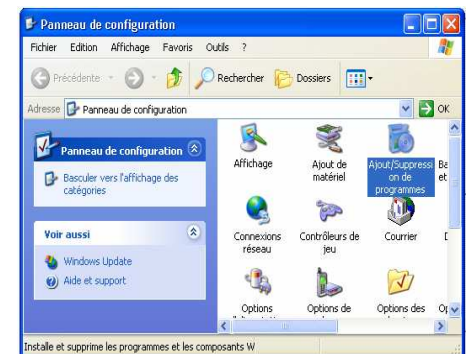 Panneau de configuration
Fichier Edition Affichage Favoris Outils ?
Précédente Rechercher Dossiers
Adresse Panneau de configuration OK
Panneau de configuration
Basculer vers l'affichage des
catégories
Voir aussi
Windows Update
Aide et support
Affichage
Ajout de
matériel
Ajout/Suppressi
on de
programmes
Ba
et
Connexions
réseau
Contrôleurs de
jeu
Courrier
Options
Options de
Options des
Installe et supprime les programmes et les composants W